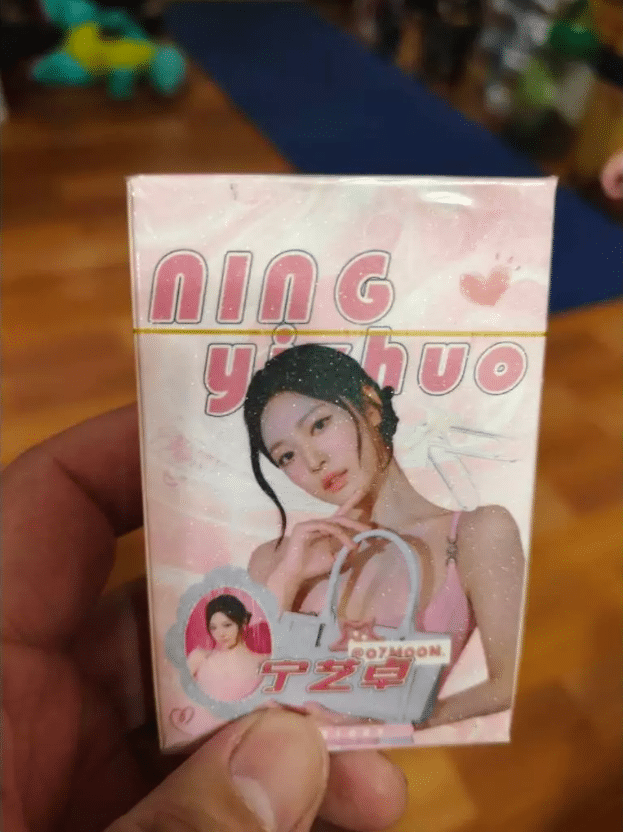 NING
yizhuo
@07MOON.
宁艺卓